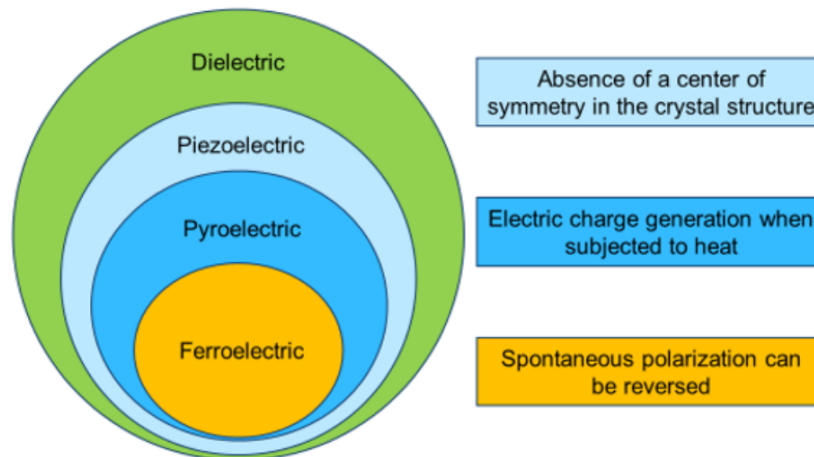 Dielectric
Piezoelectric
Pyroelectric
Ferroelectric
Absence of a center of
symmetry in the crystal structure
Electric charge generation when
subjected to heat
Spontaneous polarization can
be reversed